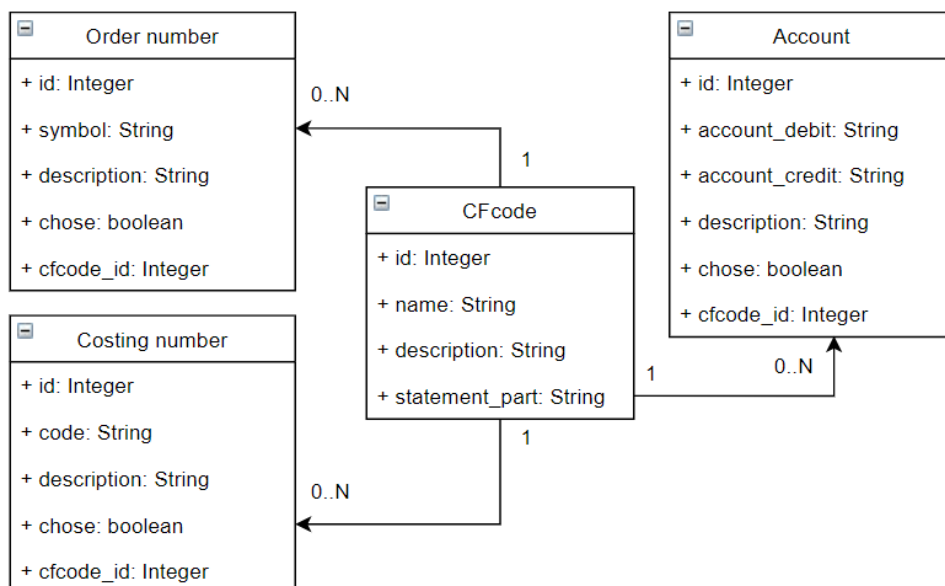 Order number
+ id: Integer
+ symbol: String
+ description: String
+ chose: boolean
+ cfcode_id: Integer
0..N
1
Costing number
+ id: Integer
+ code: String
+ description: String
+ chose: boolean
+ cfcode_id: Integer
0..N
1
CFcode
+ id: Integer
+ name: String
+ description: String
+ statement_part: String
1
0..N
Account
+ id: Integer
+ account_debit: String
+ account_credit: String
+ description: String
+ chose: boolean
+ cfcode_id: Integer